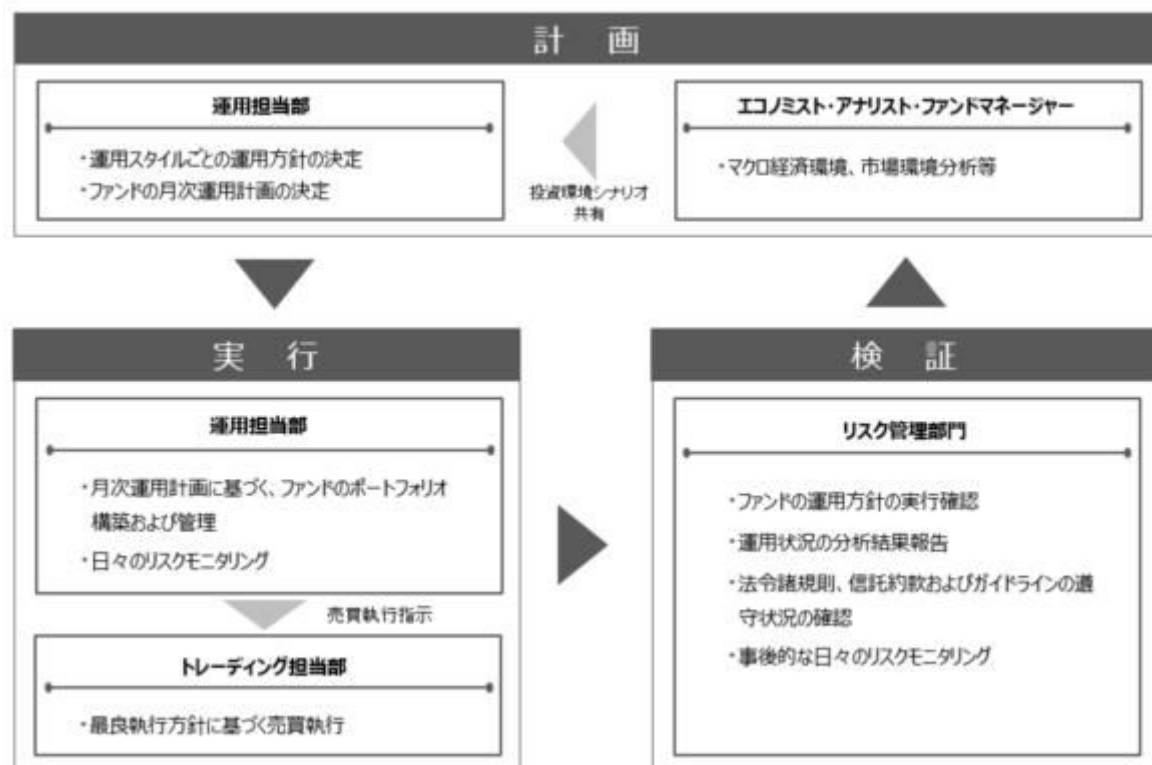 計 画
運用担当部
・運用スタイルごとの運用方針の決定
・ファンドの月次運用計画の決定
投資環境シナリオ
共有
エコノミスト・アナリスト・ファンドマネージャー
・マクロ経済環境、市場環境分析等
実 行
運用担当部
・月次運用計画に基づく、ファンドのポートフォリオ
構築および管理
・日々のリスクモニタリング
売買執行指示
トレーディング担当部
・最良執行方針に基づく売買執行
検 証
リスク管理部門
・ファンドの運用方針の実行確認
・運用状況の分析結果報告
・法令諸規則、信託約款およびガイドラインの遵
守状況の確認
・事後的な日々のリスクモニタリング